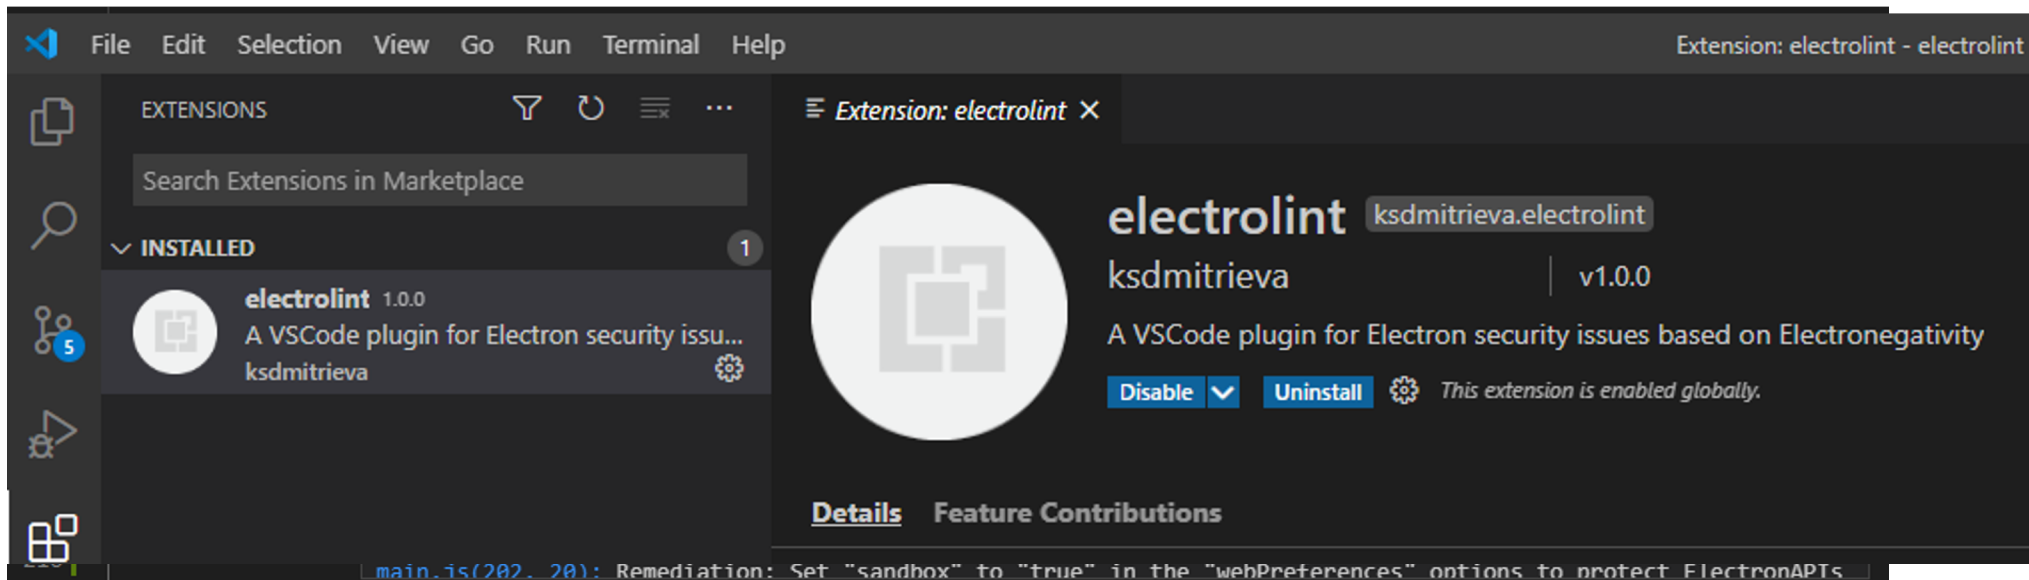 File Edit Selection View Go Run Terminal Help
Extension: electrolint - electrolint
EXTENSIONS
Search Extensions in Marketplace
INSTALLED
1
electrolint 1.0.0
A VSCode plugin for Electron security issu...
ksdmitrieva
5
Extension: electrolint
electrolint ksdmitrieva.electrolint
ksdmitrieva v1.0.0
A VSCode plugin for Electron security issues based on Electronegativity
Disable Uninstall This extension is enabled globally.
Details Feature Contributions
main.js(202, 20): Remediation: Set "sandbox" to "true" in the "webPreferences" options to protect ElectronAPIs